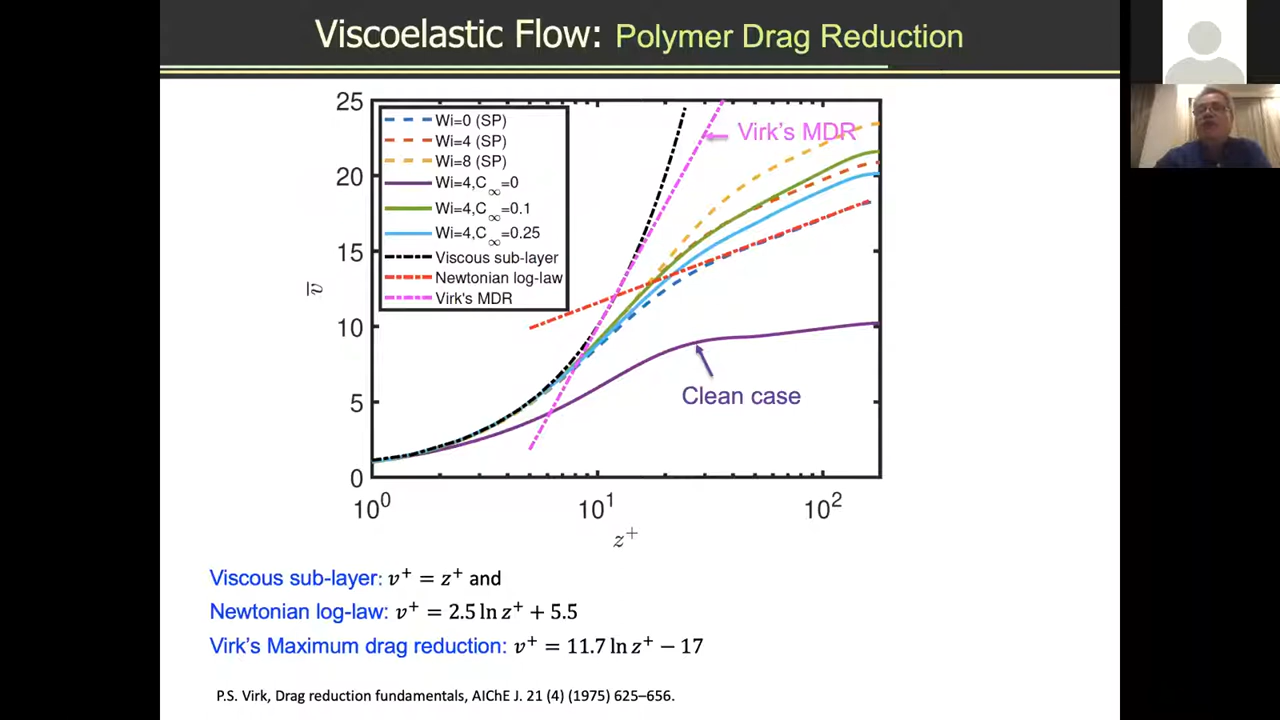 Viscoelastic Flow: Polymer Drag Reduction
25
20
15
10
5
0
v̅
Wi=0 (SP)
Wi=4 (SP)
Wi=8 (SP)
Wi=4,C∞=0
Wi=4,C∞=0.1
Wi=4,C∞=0.25
Viscous sub-layer
Newtonian log-law
Virk's MDR
Virk's MDR
Clean case
10⁰ 10¹ 10²
z⁺
Viscous sub-layer: v⁺ = z⁺ and
Newtonian log-law: v⁺ = 2.5 ln z⁺ + 5.5
Virk's Maximum drag reduction: v⁺ = 11.7 ln z⁺ − 17
P.S. Virk, Drag reduction fundamentals, AIChE J. 21 (4) (1975) 625–656.